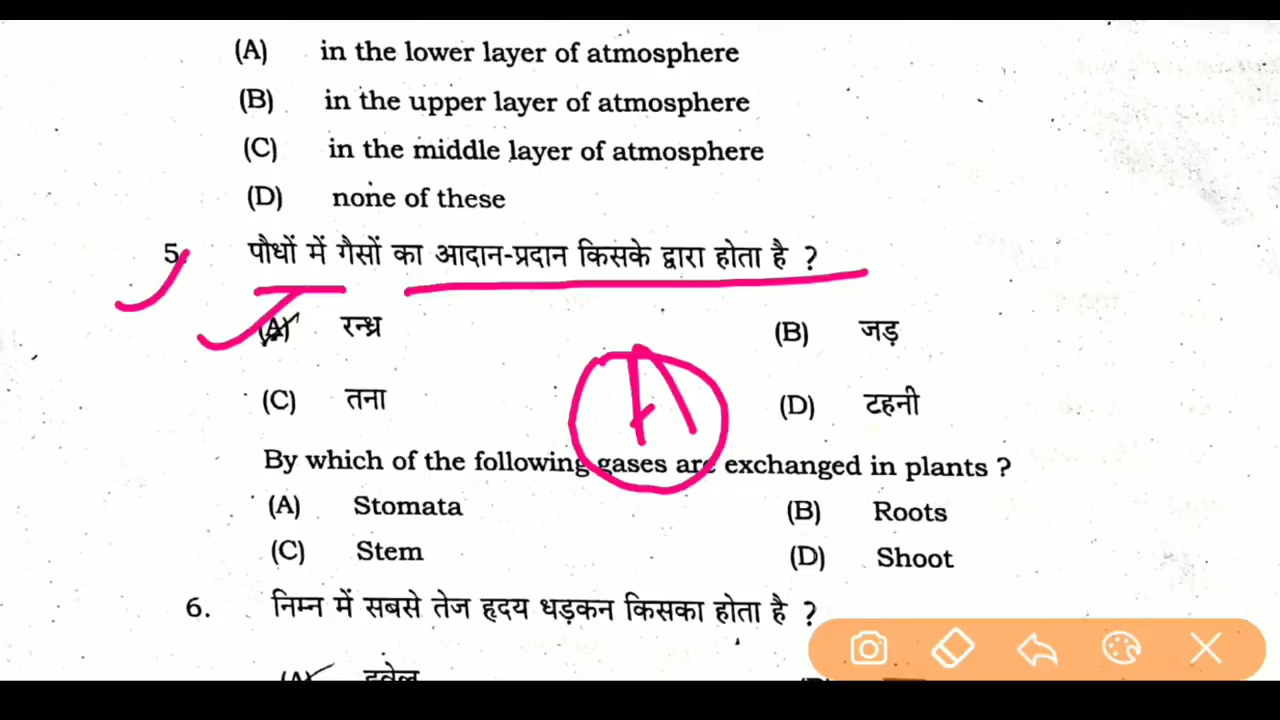 (A) in the lower layer of atmosphere
(B) in the upper layer of atmosphere
(C) in the middle layer of atmosphere
(D) none of these
5. पौधों में गैसों का आदान-प्रदान किसके द्वारा होता है ?
(A) रन्ध्र (B) जड़
A
(C) तना (D) टहनी
By which of the following gases are exchanged in plants ?
(A) Stomata (B) Roots
(C) Stem (D) Shoot
6. निम्न में सबसे तेज हृदय धड़कन किसका होता है ?
(A)